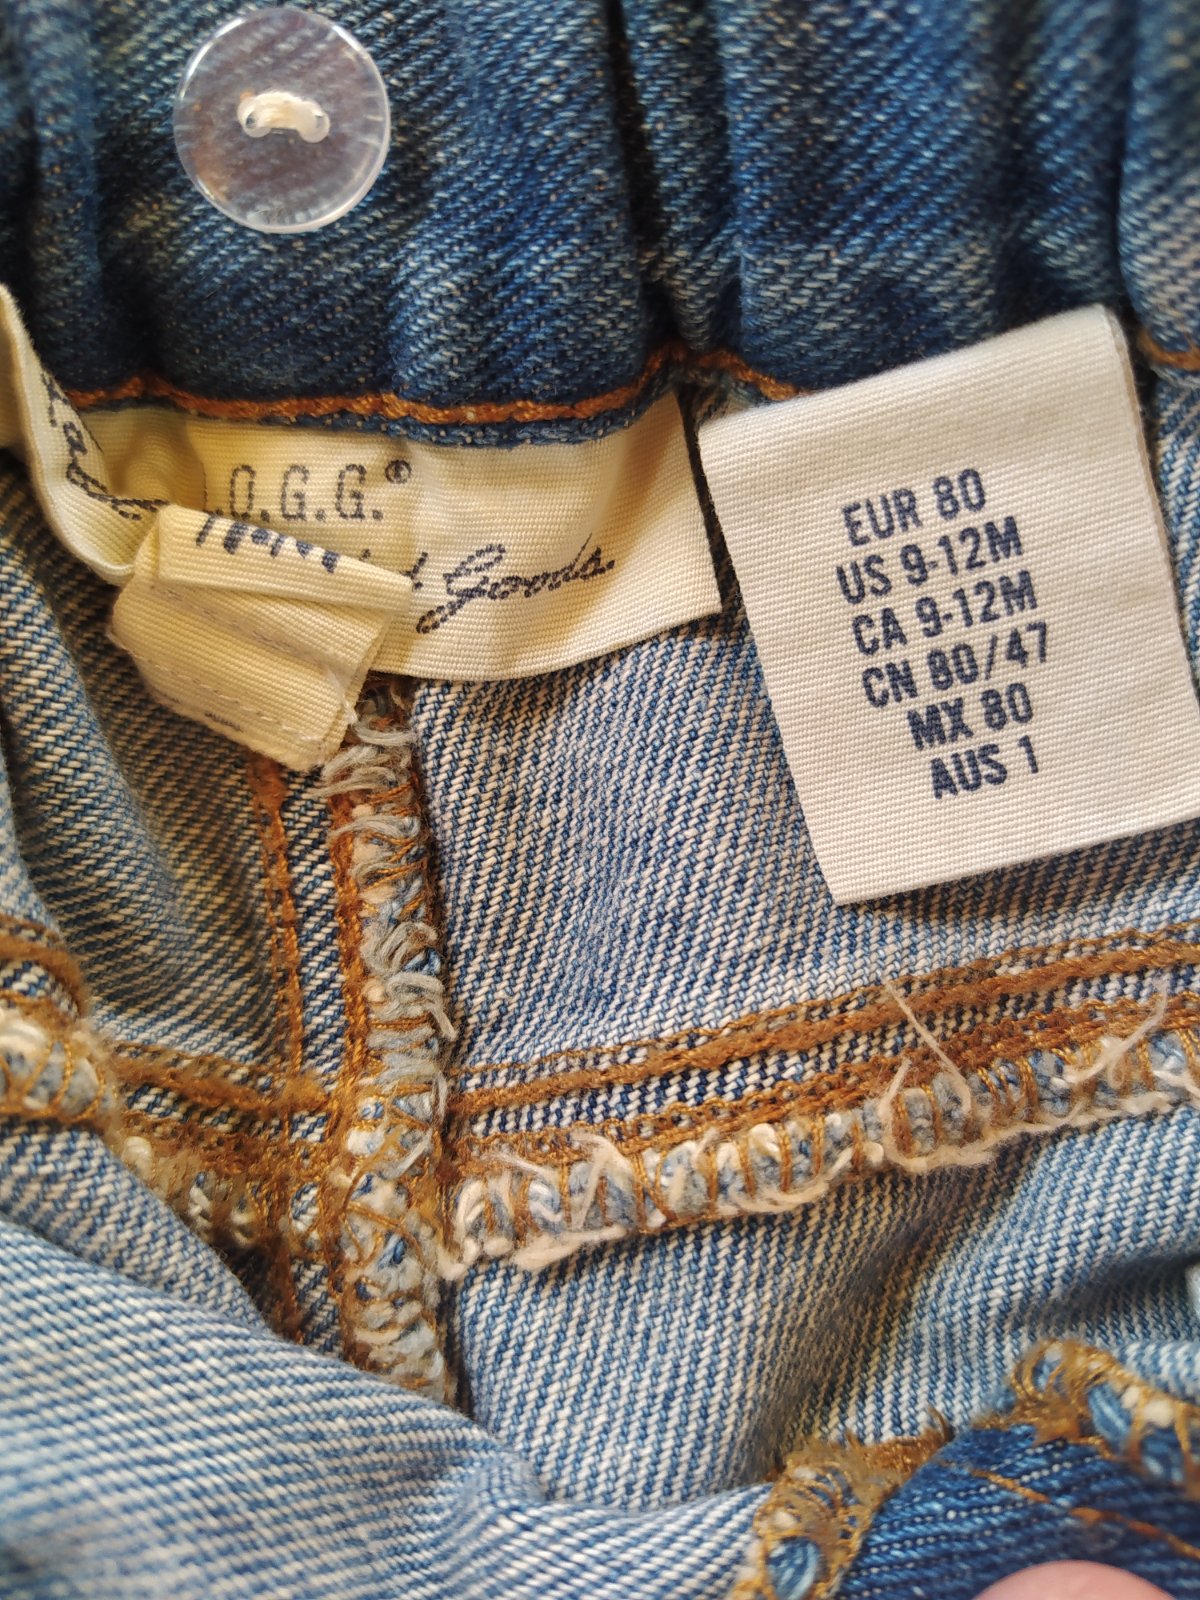 .O.G.G.®
Goods.
EUR 80
US 9-12M
CA 9-12M
CN 80/47
MX 80
AUS 1